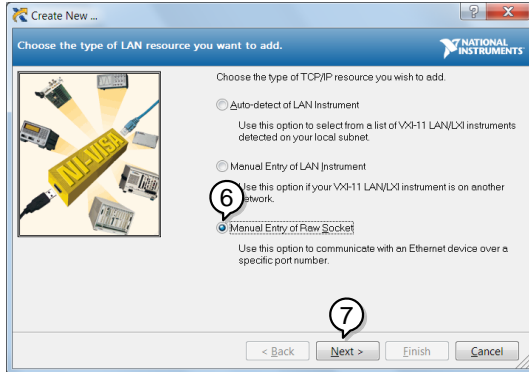 Create New ...
?
X
Choose the type of LAN resource you want to add.
NATIONAL
INSTRUMENTS
NI-VISA
Choose the type of TCP/IP resource you wish to add.
Auto-detect of LAN Instrument
Use this option to select from a list of VXI-11 LAN/LXI instruments
detected on your local subnet.
Manual Entry of LAN Instrument
Use this option if your VXI-11 LAN/LXI instrument is on another
network.
6
Manual Entry of Raw Socket
Use this option to communicate with an Ethernet device over a
specific port number.
7
< Back
Next >
Finish
Cancel